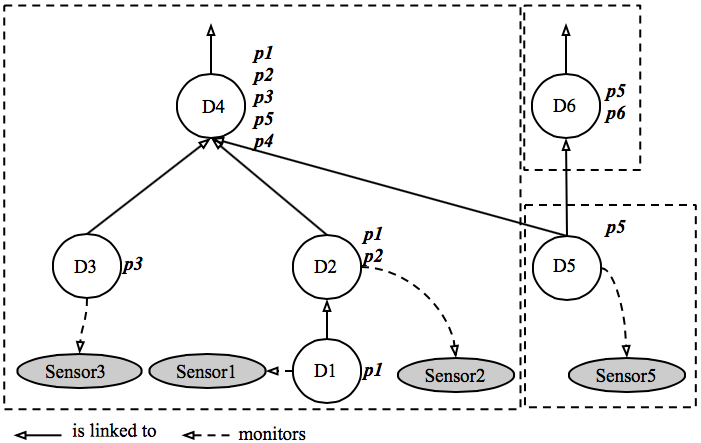 p1
p2
D4
p3
p5
p4
D6
p5
p6
D3
p3
D2
p1
p2
D5
p5
Sensor3
Sensor1
D1
p1
Sensor2
Sensor5
is linked to
monitors